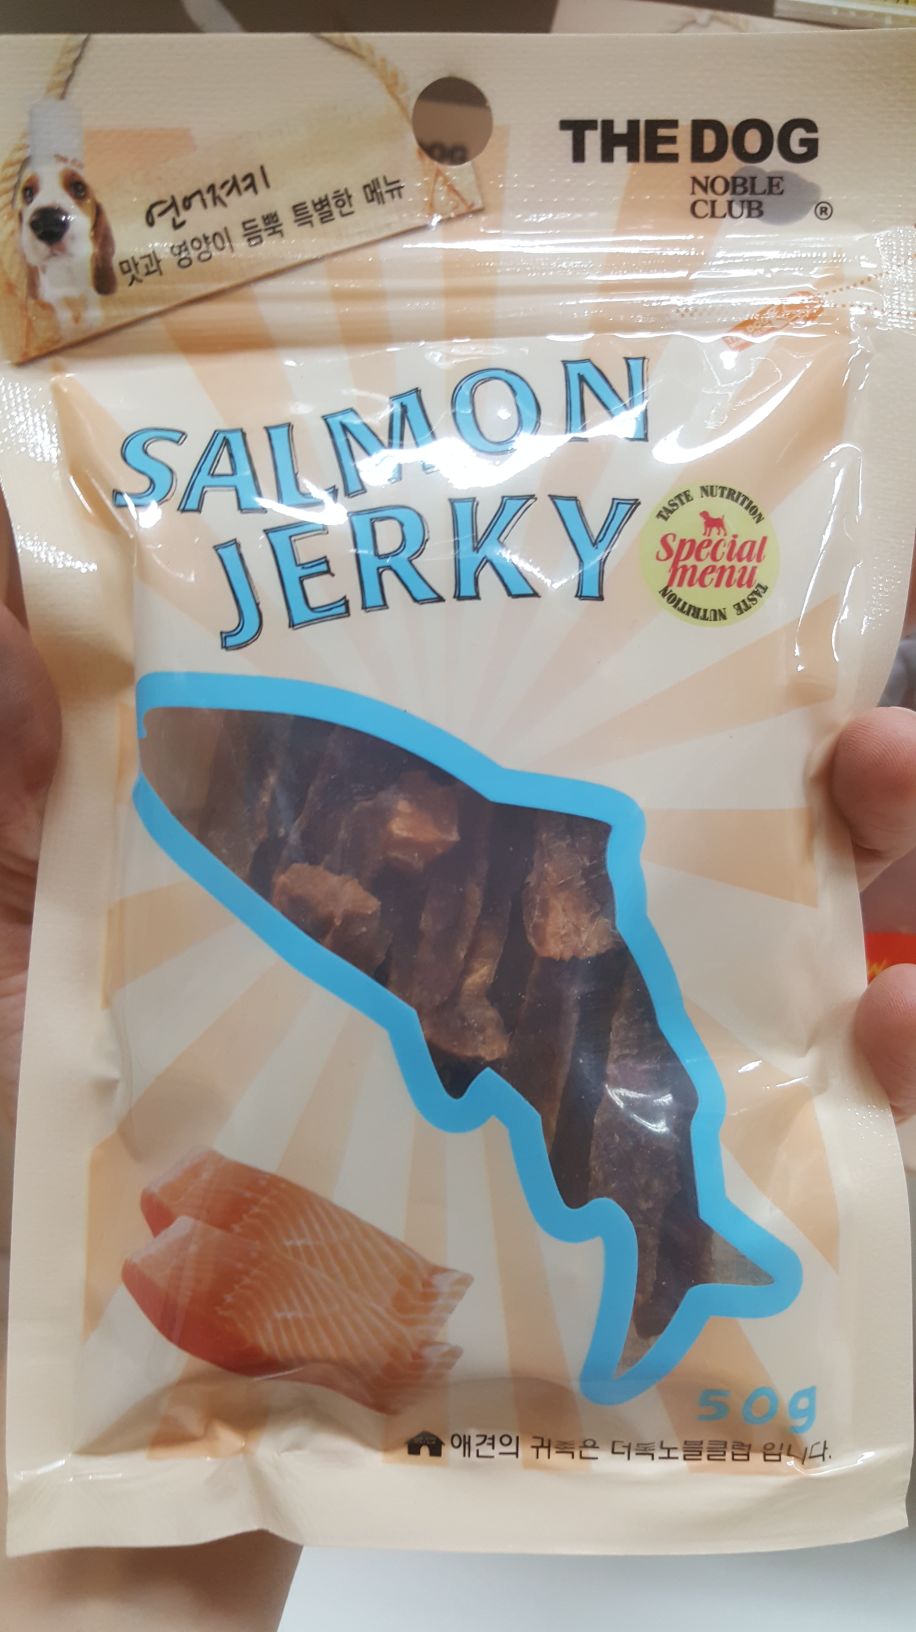 THE DOG
NOBLE
CLUB ®
연어져키
맛과 영양이 듬뿍 특별한 메뉴
SALMON
JERKY
TASTE NUTRITION
Special
menu
TASTE NUTRITION
50g
애견의 귀족은 더독노블클럽 입니다.